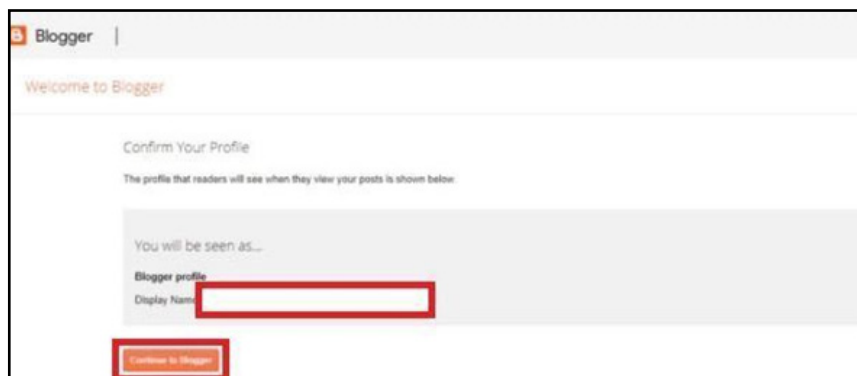 Blogger
Welcome to Blogger
Confirm Your Profile
The profile that readers will see when they view your posts is shown below.
You will be seen as...
Blogger profile
Display Name
Continue to Blogger